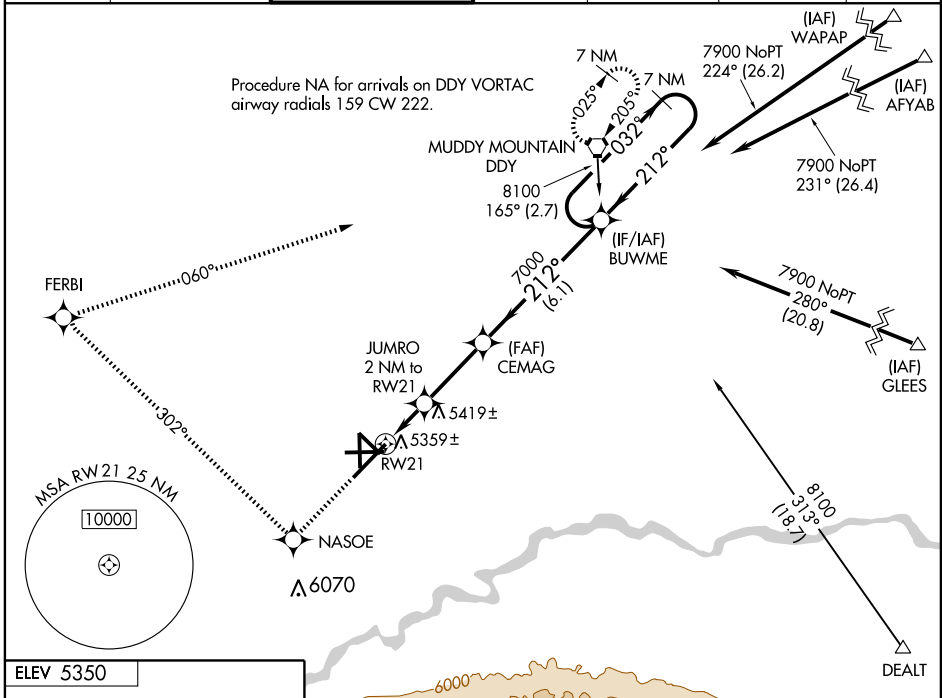 (IAF)
WAPAP
7900 NoPT
224° (26.2)
(IAF)
AFYAB
7900 NoPT
231° (26.4)
Procedure NA for arrivals on DDY VORTAC
airway radials 159 CW 222.
7 NM
7 NM
025°
205°
032°
212°
MUDDY MOUNTAIN
DDY
8100
165° (2.7)
(IF/IAF)
BUWME
7000
212°
(6.1)
060°
FERBI
7900 NoPT
280°
(20.8)
(IAF)
GLEES
JUMRO
2 NM to
RW21
(FAF)
CEMAG
5419±
5359±
RW21
302°
MSA RW21 25 NM
10000
NASOE
6070
8100
313°
(18.7)
DEALT
ELEV 5350
6000